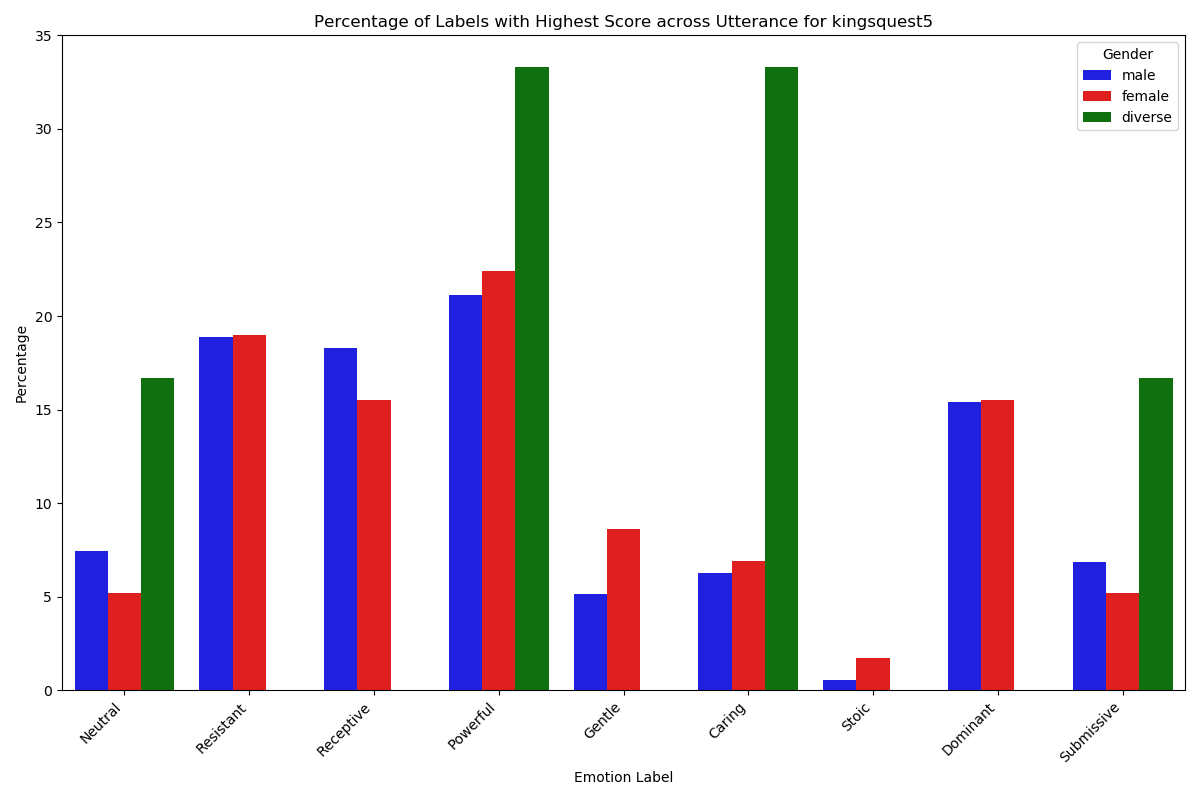 Percentage of Labels with Highest Score across Utterance for kingsquest5
Gender
male
female
diverse
Percentage
35
30
25
20
15
10
5
0
Neutral
Resistant
Receptive
Powerful
Gentle
Caring
Stoic
Dominant
Submissive
Emotion Label